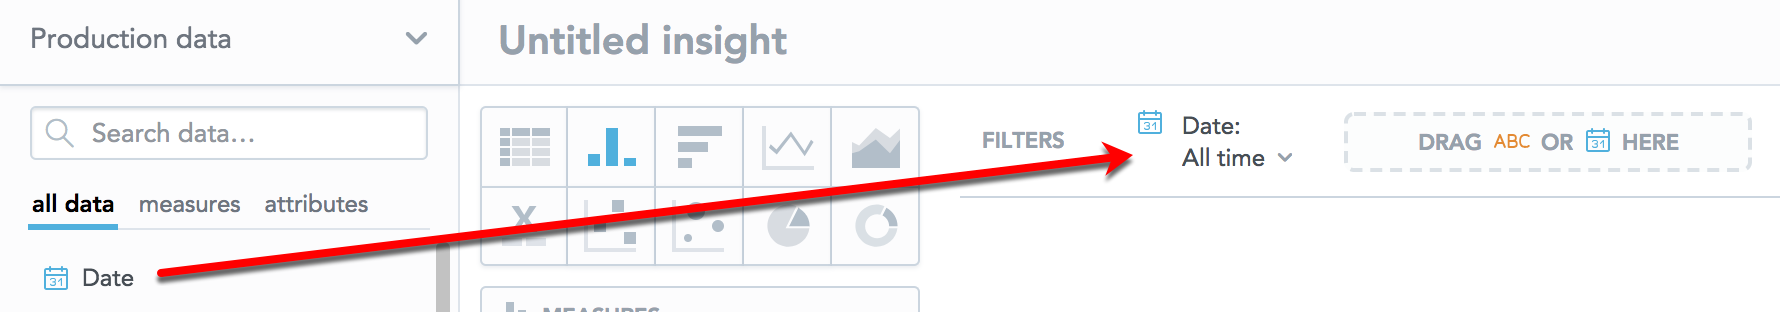 Production data
Untitled insight
Search data...
all data measures attributes
31 Date
FILTERS
31 Date:
All time
DRAG ABC OR 31 HERE
X
MEASURES